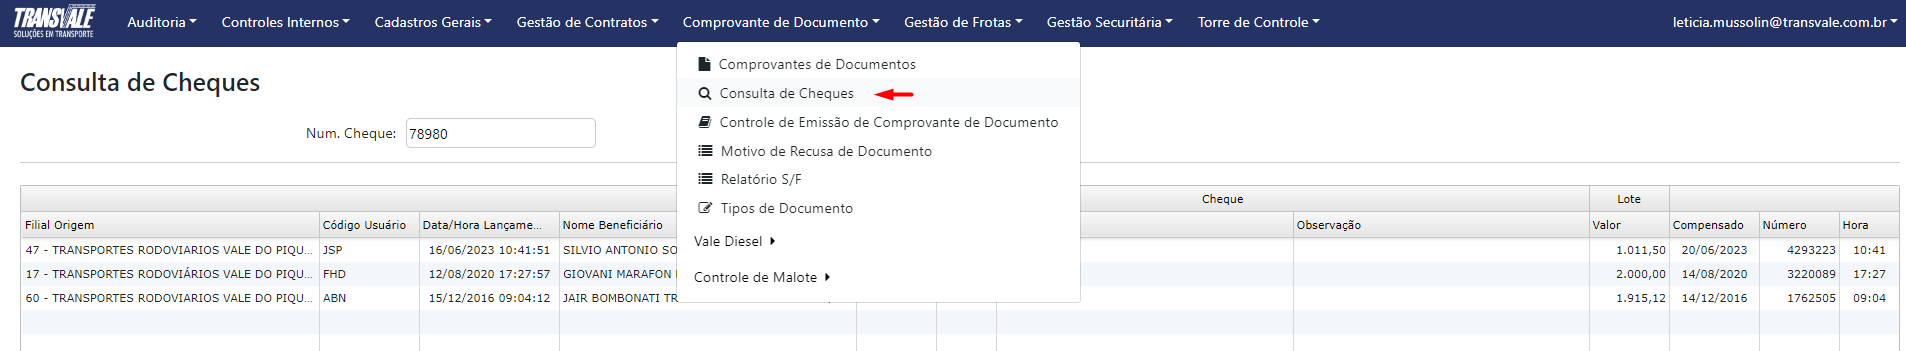 TRANSVALE
SOLUÇÕES EM TRANSPORTE
Auditoria Controles Internos Cadastros Gerais Gestão de Contratos Comprovante de Documento Gestão de Frotas Gestão Securitária Torre de Controle leticia.mussolin@transvale.com.br
Consulta de Cheques
Num. Cheque: 78980
Comprovantes de Documentos
Consulta de Cheques
Controle de Emissão de Comprovante de Documento
Motivo de Recusa de Documento
Relatório S/F
Tipos de Documento
Vale Diesel
Controle de Malote
Cheque Lote
Filial Origem Código Usuário Data/Hora Lançame... Nome Beneficiário Observação Valor Compensado Número Hora
47 - TRANSPORTES RODOVIARIOS VALE DO PIQU... JSP 16/06/2023 10:41:51 SILVIO ANTONIO SO 1.011,50 20/06/2023 4293223 10:41
17 - TRANSPORTES RODOVIÁRIOS VALE DO PIQU... FHD 12/08/2020 17:27:57 GIOVANI MARAFON 2.000,00 14/08/2020 3220089 17:27
60 - TRANSPORTES RODOVIARIOS VALE DO PIQU... ABN 15/12/2016 09:04:12 JAIR BOMBONATI TR 1.915,12 14/12/2016 1762505 09:04